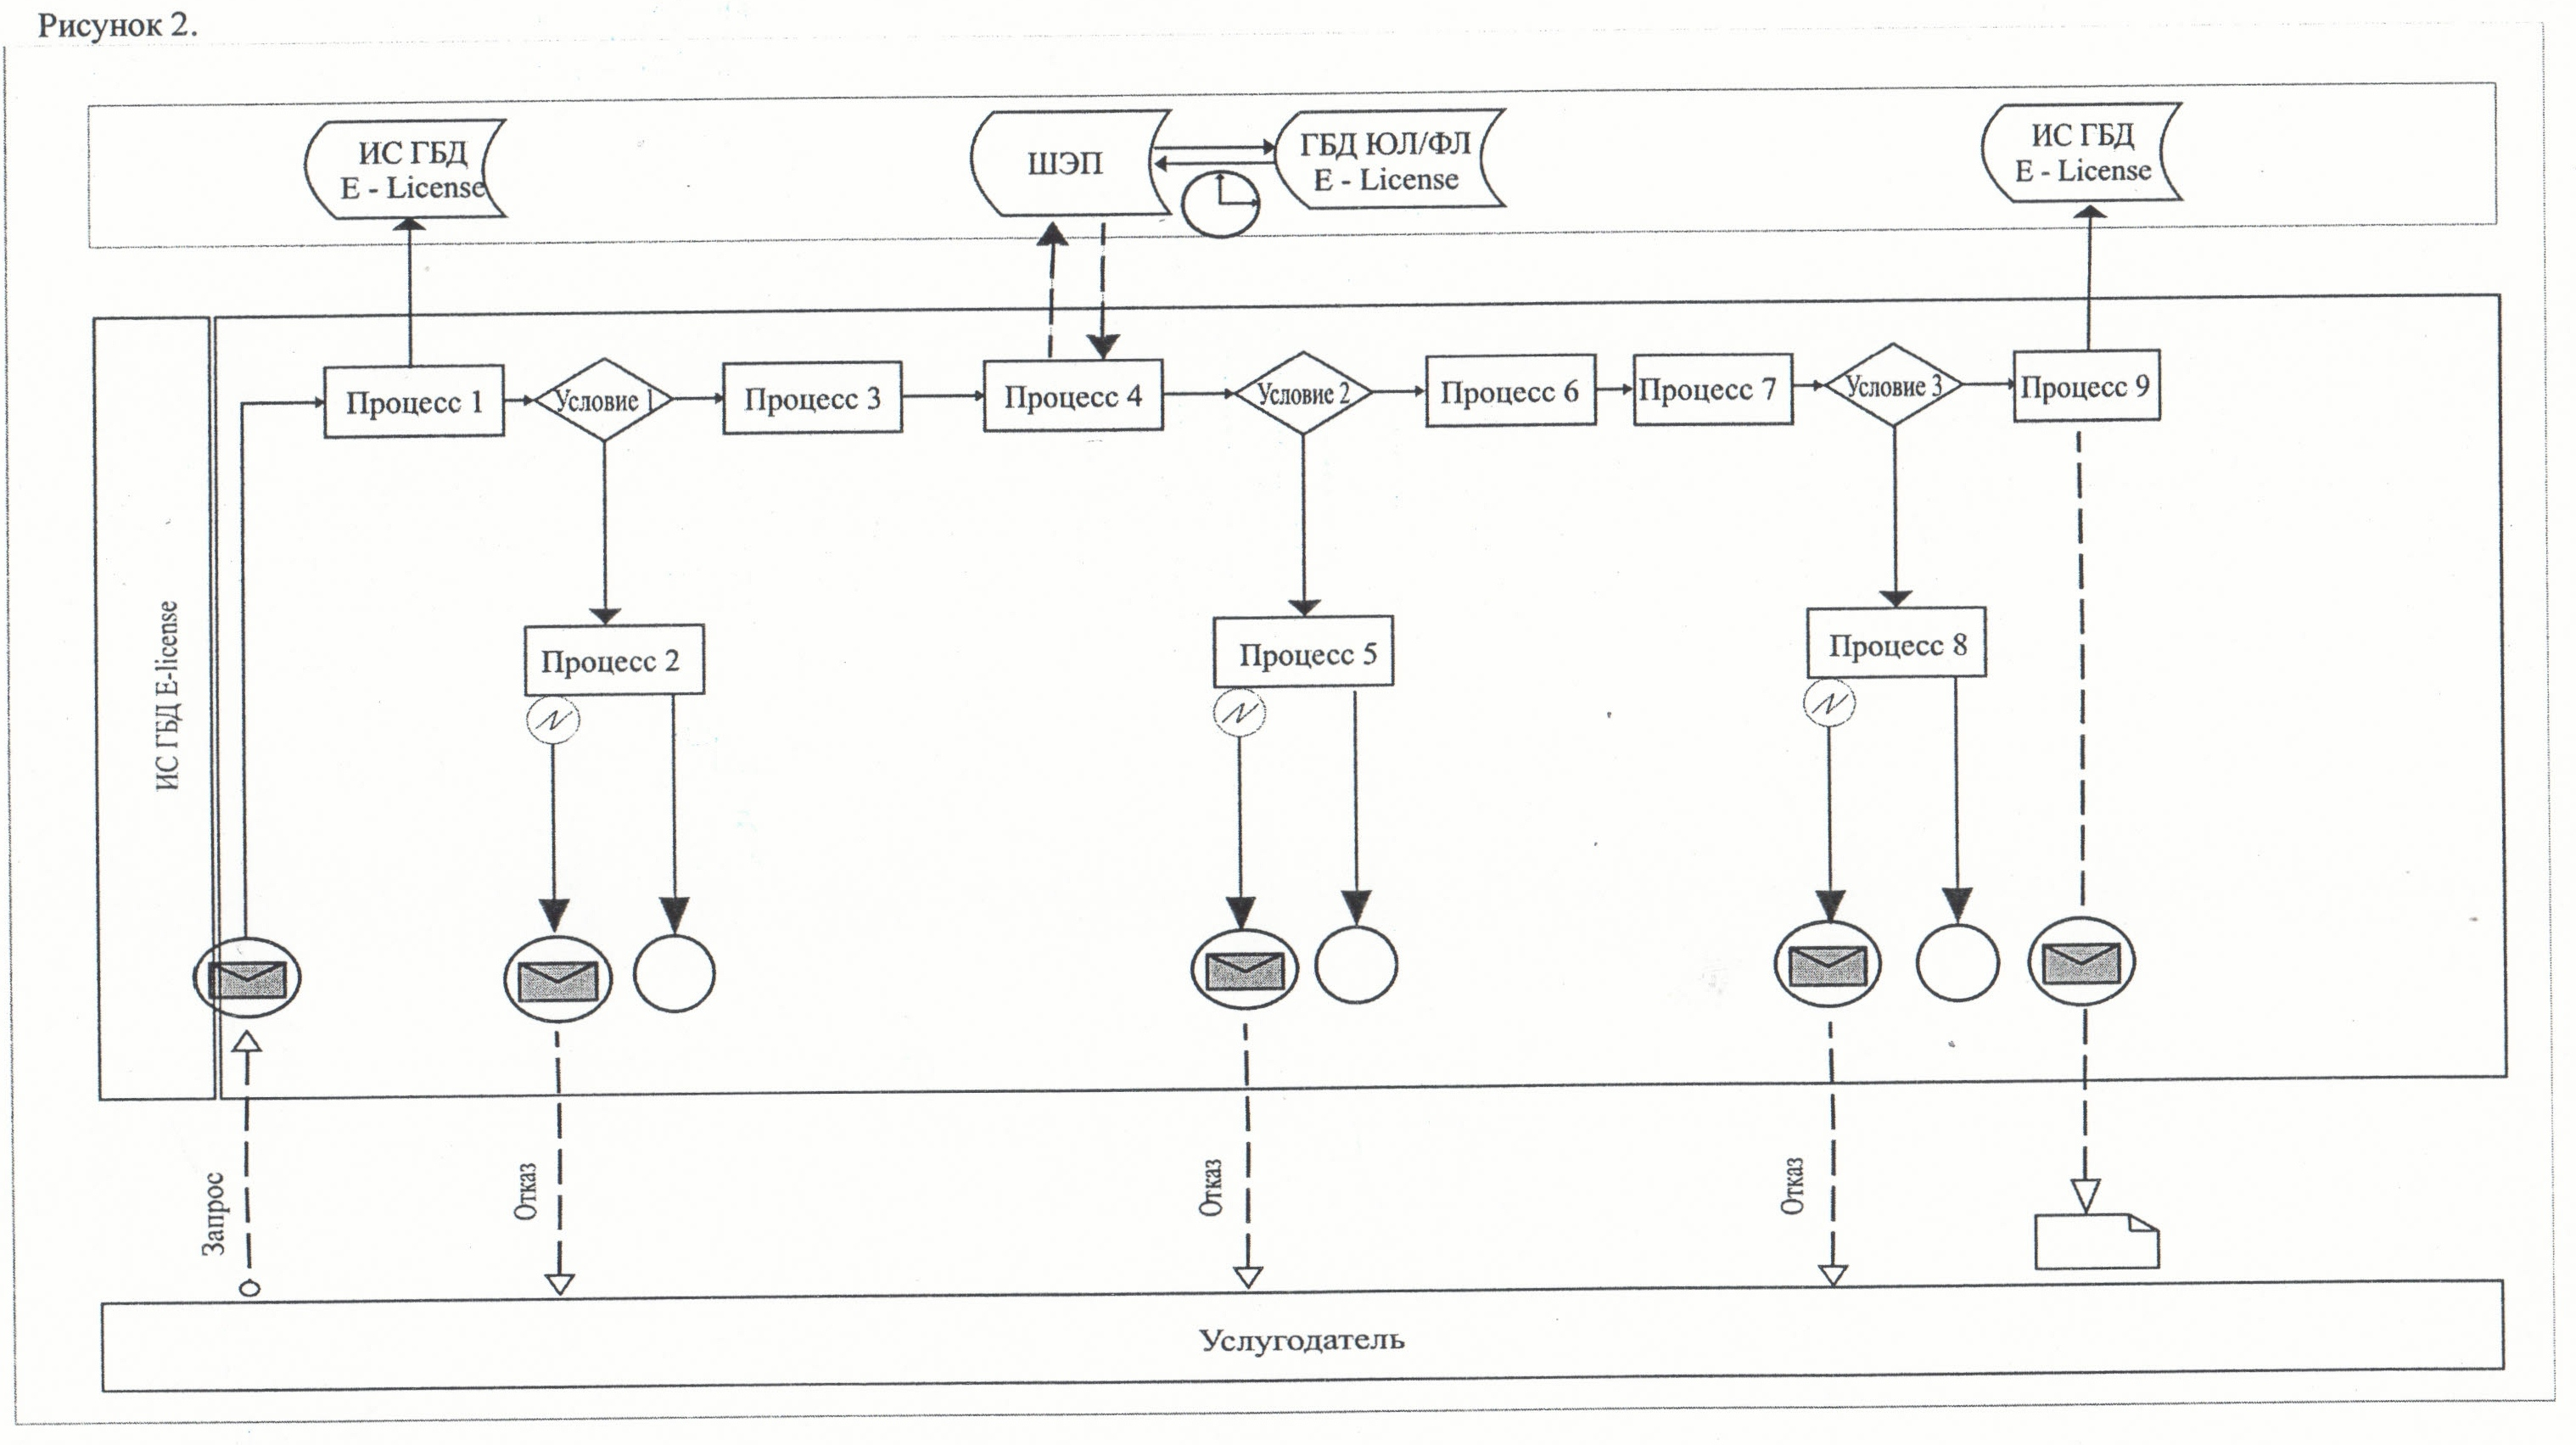 Рисунок 2.
ИС ГБД
E - License
ШЭП
ГБД ЮЛ/ФЛ
E - License
ИС ГБД
E - License
Процесс 1
Условие 1
Процесс 3
Процесс 4
Условие 2
Процесс 6
Процесс 7
Условие 3
Процесс 9
ИС ГБД E-license
Процесс 2
Процесс 5
Процесс 8
Запрос
Отказ
Отказ
Отказ
Услугодатель